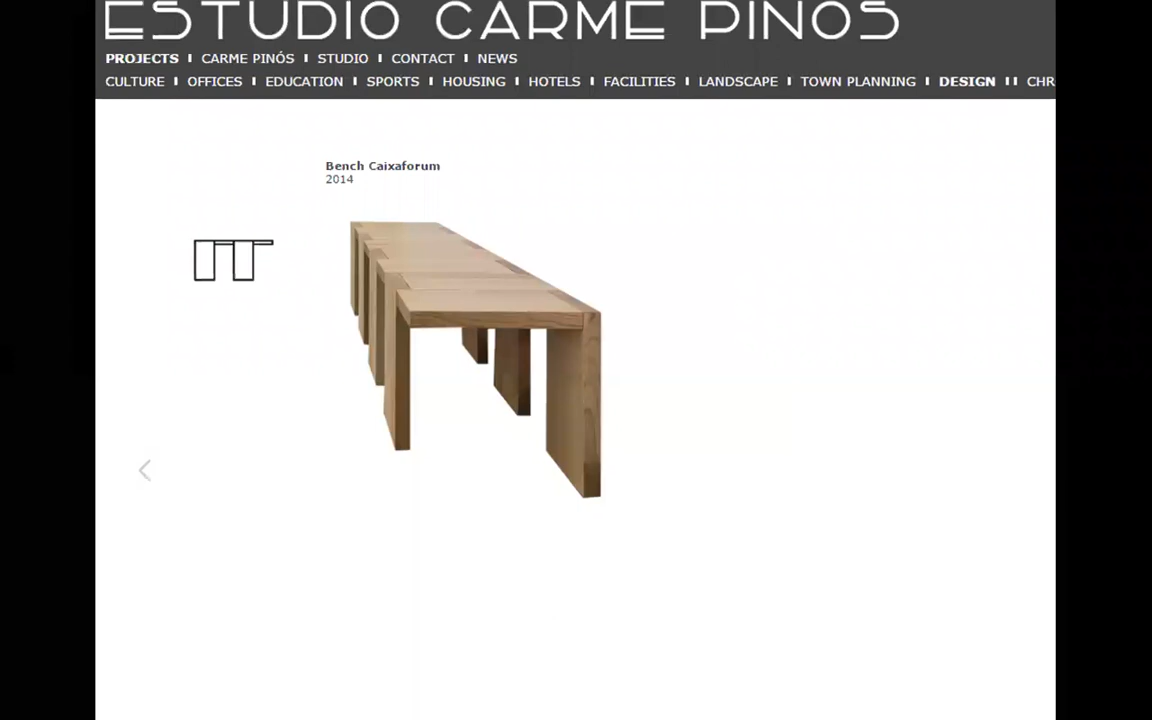 ESTUDIO CARME PINOS
PROJECTS I CARME PINÓS I STUDIO I CONTACT I NEWS
CULTURE I OFFICES I EDUCATION I SPORTS I HOUSING I HOTELS I FACILITIES I LANDSCAPE I TOWN PLANNING I DESIGN I I CHR
Bench Caixaforum
2014